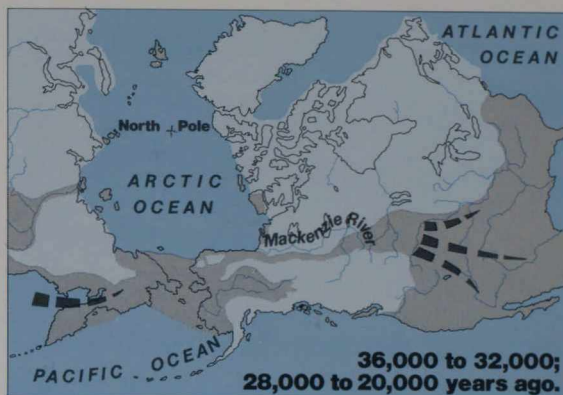 ATLANTIC
OCEAN
North + Pole
ARCTIC
OCEAN
Mackenzie River
PACIFIC OCEAN
36,000 to 32,000;
28,000 to 20,000 years ago.